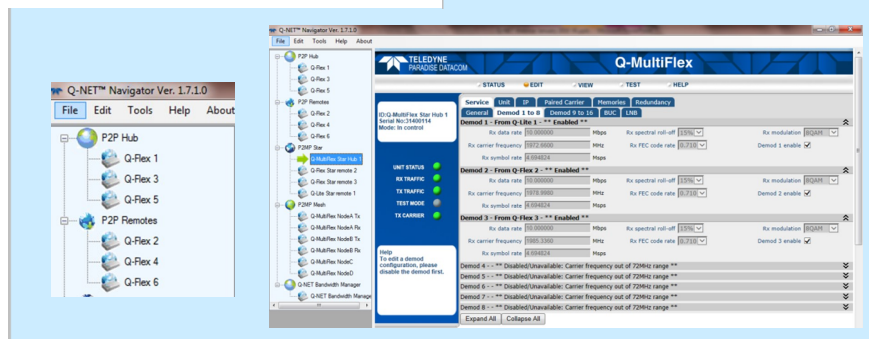 Q-NET™ Navigator Ver. 1.7.1.0
File Edit Tools Help About
P2P Hub
Q-Flex 1
Q-Flex 3
Q-Flex 5
P2P Remotes
Q-Flex 2
Q-Flex 4
Q-Flex 6
Q-NET™ Navigator Ver. 1.7.1.0
File Edit Tools Help About
P2P Hub
Q-Flex 1
Q-Flex 3
Q-Flex 5
P2P Remotes
Q-Flex 2
Q-Flex 4
Q-Flex 6
P2MP Star
Q-MultiFlex Star Hub 1
Q-Flex Star remote 2
Q-Flex Star remote 3
Q-Lite Star remote 1
P2MP Mesh
Q-MultiFlex NodeA Tx
Q-MultiFlex NodeA Rx
Q-MultiFlex NodeB Tx
Q-MultiFlex NodeB Rx
Q-MultiFlex NodeC
Q-MultiFlex NodeD
Q-NET Bandwidth Manager
Q-NET Bandwidth Manage
TELEDYNE
PARADISE DATACOM
Q-MultiFlex
STATUS EDIT VIEW TEST HELP
ID:Q-MultiFlex Star Hub 1
Serial No:31400114
Mode: In control
UNIT STATUS
RX TRAFFIC
TX TRAFFIC
TEST MODE
TX CARRIER
Help
To edit a demod
configuration, please
disable the demod first.
Service Unit IP Paired Carrier Memories Redundancy
General Demod 1 to 8 Demod 9 to 16 BUC LNB
Demod 1 - From Q-Lite 1 - ** Enabled **
Rx data rate 10.000000 Mbps Rx spectral roll-off 15% Rx modulation 8QAM
Rx carrier frequency 1972.6600 MHz Rx FEC code rate 0.710 Demod 1 enable
Rx symbol rate 4.694824 Msps
Demod 2 - From Q-Flex 2 - ** Enabled **
Rx data rate 10.000000 Mbps Rx spectral roll-off 15% Rx modulation 8QAM
Rx carrier frequency 1978.9980 MHz Rx FEC code rate 0.710 Demod 2 enable
Rx symbol rate 4.694824 Msps
Demod 3 - From Q-Flex 3 - ** Enabled **
Rx data rate 10.000000 Mbps Rx spectral roll-off 15% Rx modulation 8QAM
Rx carrier frequency 1985.3360 MHz Rx FEC code rate 0.710 Demod 3 enable
Rx symbol rate 4.694824 Msps
Demod 4 - - ** Disabled/Unavailable: Carrier frequency out of 72MHz range **
Demod 5 - - ** Disabled/Unavailable: Carrier frequency out of 72MHz range **
Demod 6 - - ** Disabled/Unavailable: Carrier frequency out of 72MHz range **
Demod 7 - - ** Disabled/Unavailable: Carrier frequency out of 72MHz range **
Demod 8 - - ** Disabled/Unavailable: Carrier frequency out of 72MHz range **
Expand All Collapse All